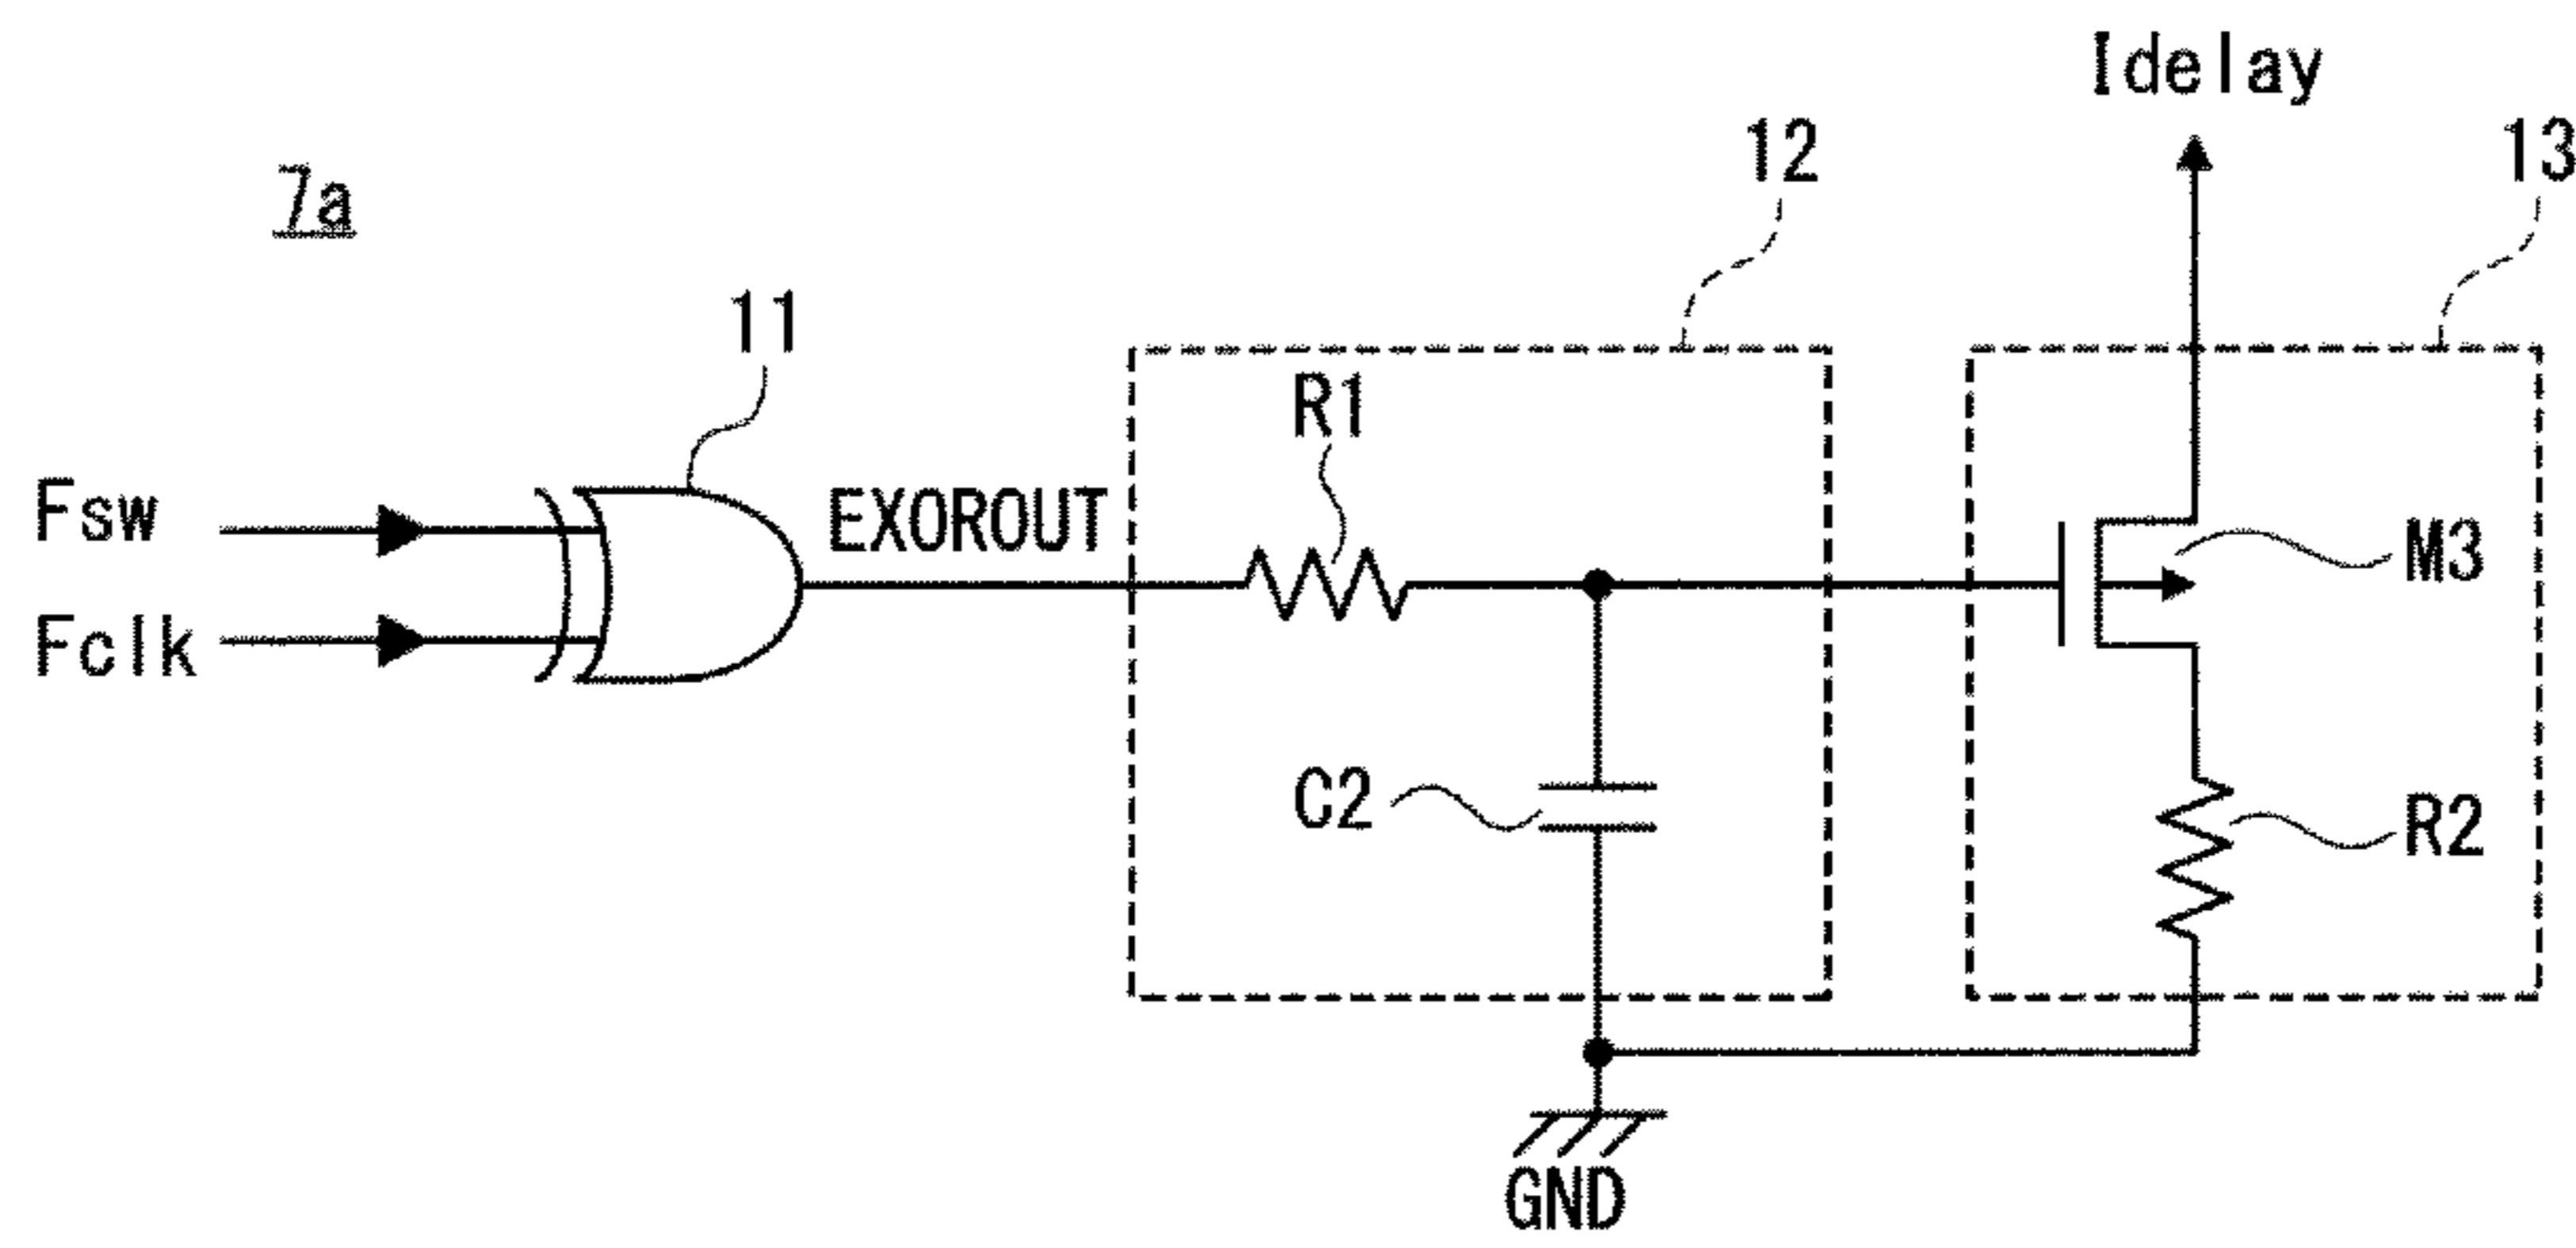 Idelay
12
13
7a
11
R1
Fsw
EXOROUT
M3
Fclk
C2
R2
GND